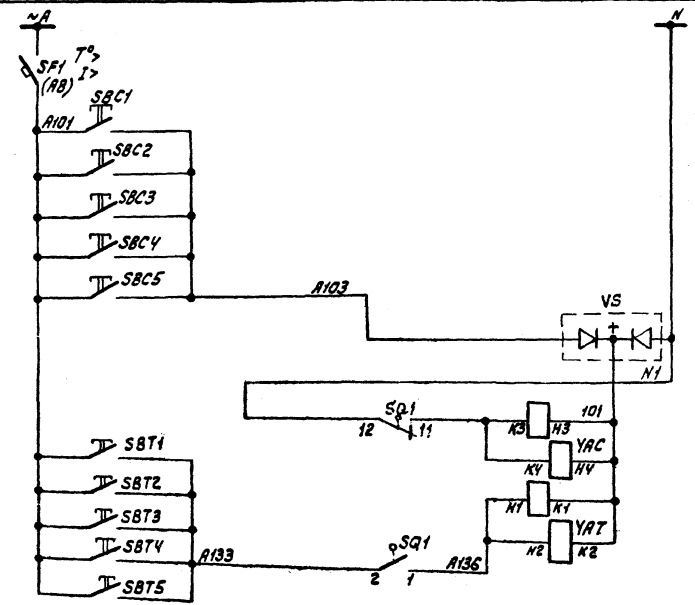 ~A
N
SF1
T°>
(AB) I>
SBC1
A101
SBC2
SBC3
SBC4
SBC5
A103
VS
+
N1
SQ1
12
11
K3
H3
101
YAC
K4
H4
H1
K1
YAT
H2
K2
SBT1
SBT2
SBT3
SBT4
SBT5
A133
SQ1
2
1
A136